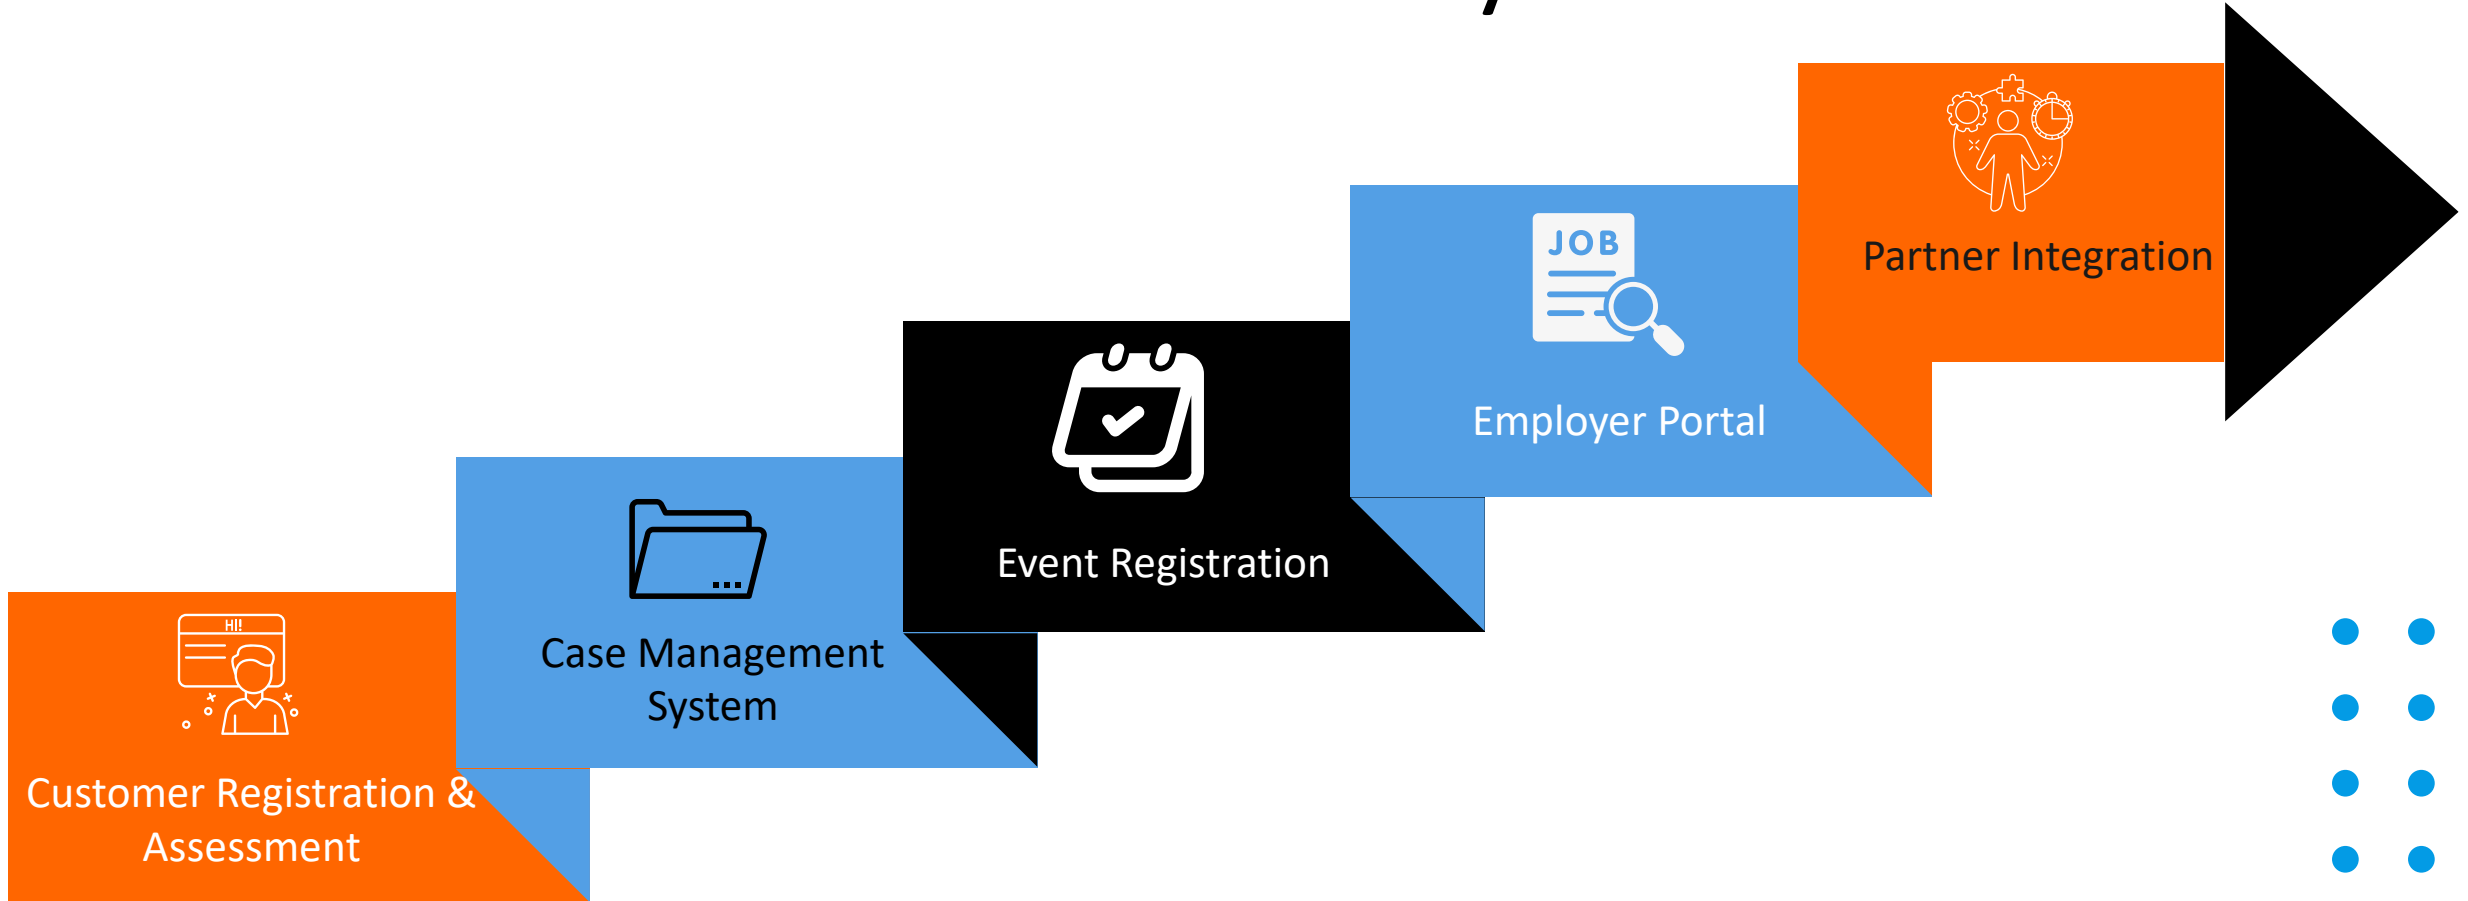 HI!
Customer Registration &
Assessment
Case Management
System
Event Registration
JOB
Employer Portal
Partner Integration